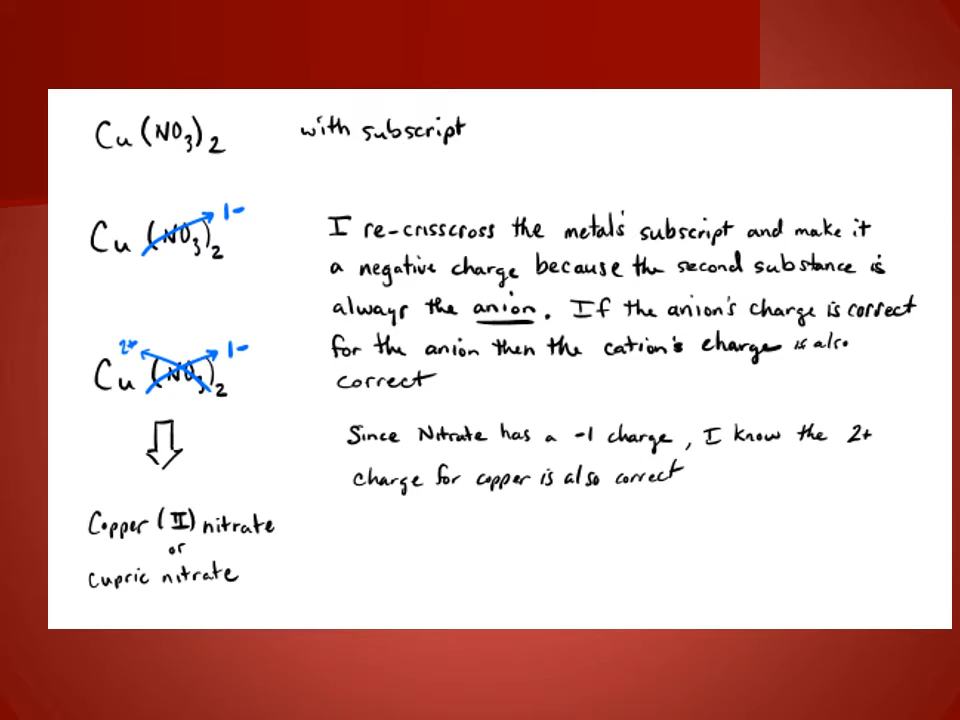 Cu(NO3)2 with subscript
Cu(NO3)2 1-
I re-crisscross the metal's subscript and make it
a negative charge because the second substance is
always the anion. If the anion's charge is correct
for the anion then the cation's charge is also
correct
2+ 1-
Cu(NO3)2
Since Nitrate has a -1 charge, I know the 2+
charge for copper is also correct
Copper (II) nitrate
or
cupric nitrate